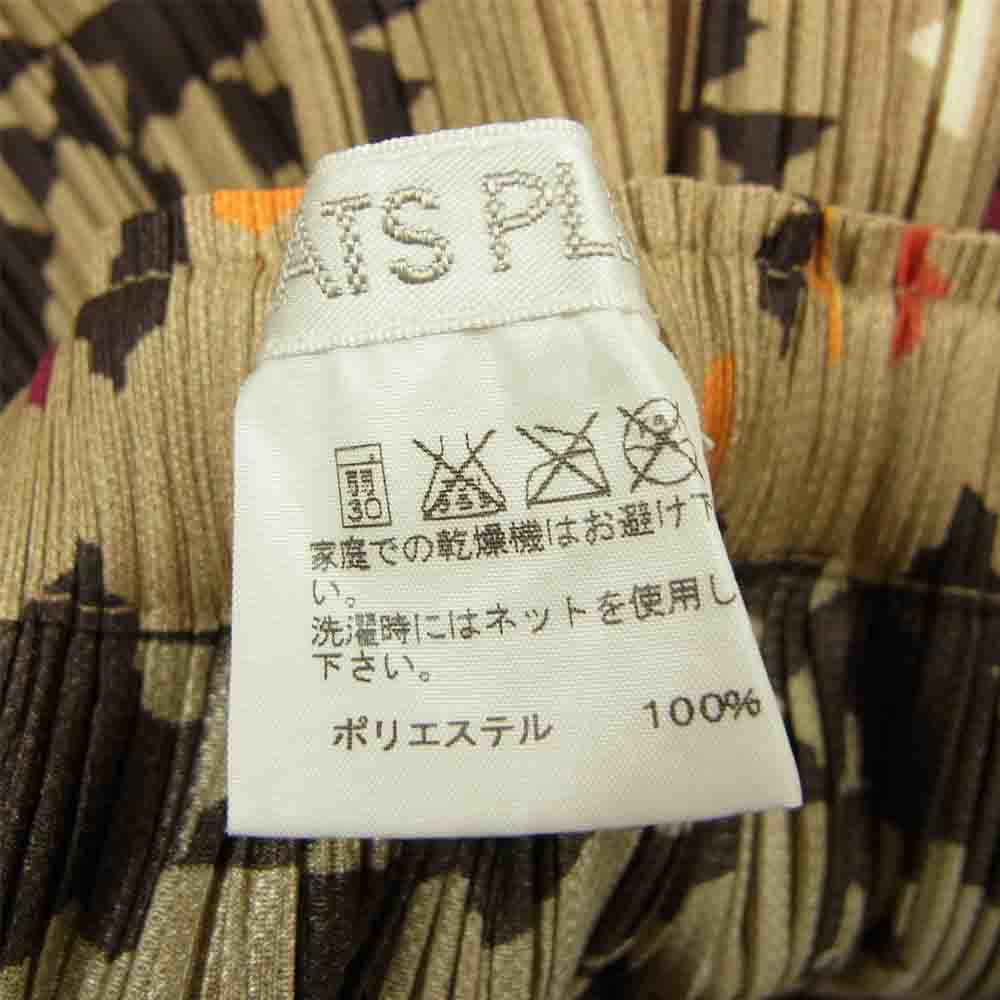 ATS PL
弱
30
家庭での乾燥機はお避け下
い。
洗濯時にはネットを使用し
下さい。
ポリエステル 100%